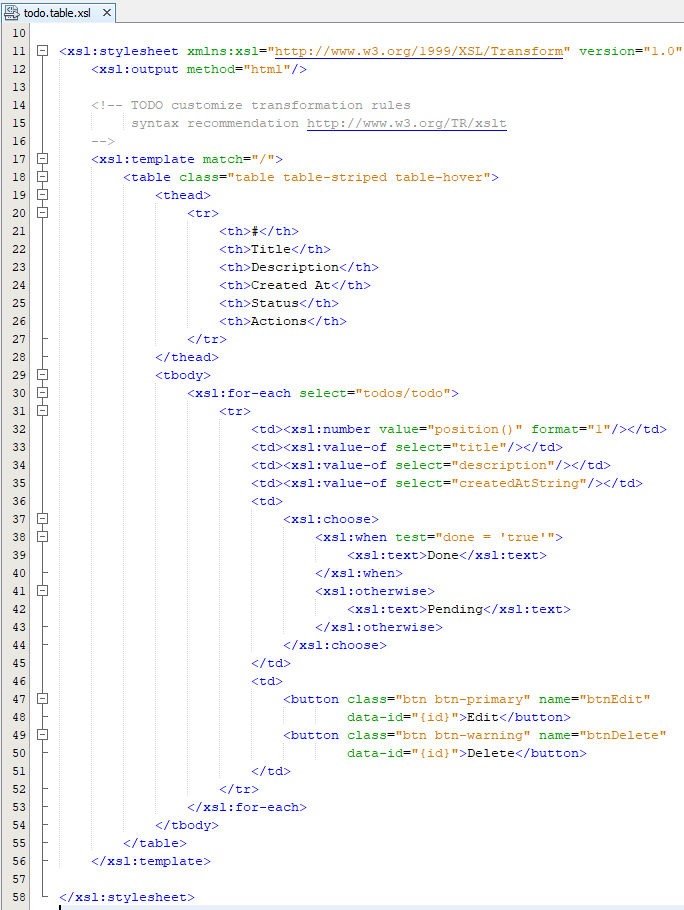 todo.table.xsl
10
11 <xsl:stylesheet xmlns:xsl="http://www.w3.org/1999/XSL/Transform" version="1.0"
12     <xsl:output method="html"/>
13
14     <!-- TODO customize transformation rules
15          syntax recommendation http://www.w3.org/TR/xslt
16     -->
17     <xsl:template match="/">
18         <table class="table table-striped table-hover">
19             <thead>
20                 <tr>
21                     <th>#</th>
22                     <th>Title</th>
23                     <th>Description</th>
24                     <th>Created At</th>
25                     <th>Status</th>
26                     <th>Actions</th>
27                 </tr>
28             </thead>
29             <tbody>
30                 <xsl:for-each select="todos/todo">
31                     <tr>
32                         <td><xsl:number value="position()" format="1"/></td>
33                         <td><xsl:value-of select="title"/></td>
34                         <td><xsl:value-of select="description"/></td>
35                         <td><xsl:value-of select="createdAtString"/></td>
36                         <td>
37                             <xsl:choose>
38                                 <xsl:when test="done = 'true'">
39                                     <xsl:text>Done</xsl:text>
40                                 </xsl:when>
41                                 <xsl:otherwise>
42                                     <xsl:text>Pending</xsl:text>
43                                 </xsl:otherwise>
44                             </xsl:choose>
45                         </td>
46                         <td>
47                             <button class="btn btn-primary" name="btnEdit"
48                                     data-id="{id}">Edit</button>
49                             <button class="btn btn-warning" name="btnDelete"
50                                     data-id="{id}">Delete</button>
51                         </td>
52                     </tr>
53                 </xsl:for-each>
54             </tbody>
55         </table>
56     </xsl:template>
57
58 </xsl:stylesheet>